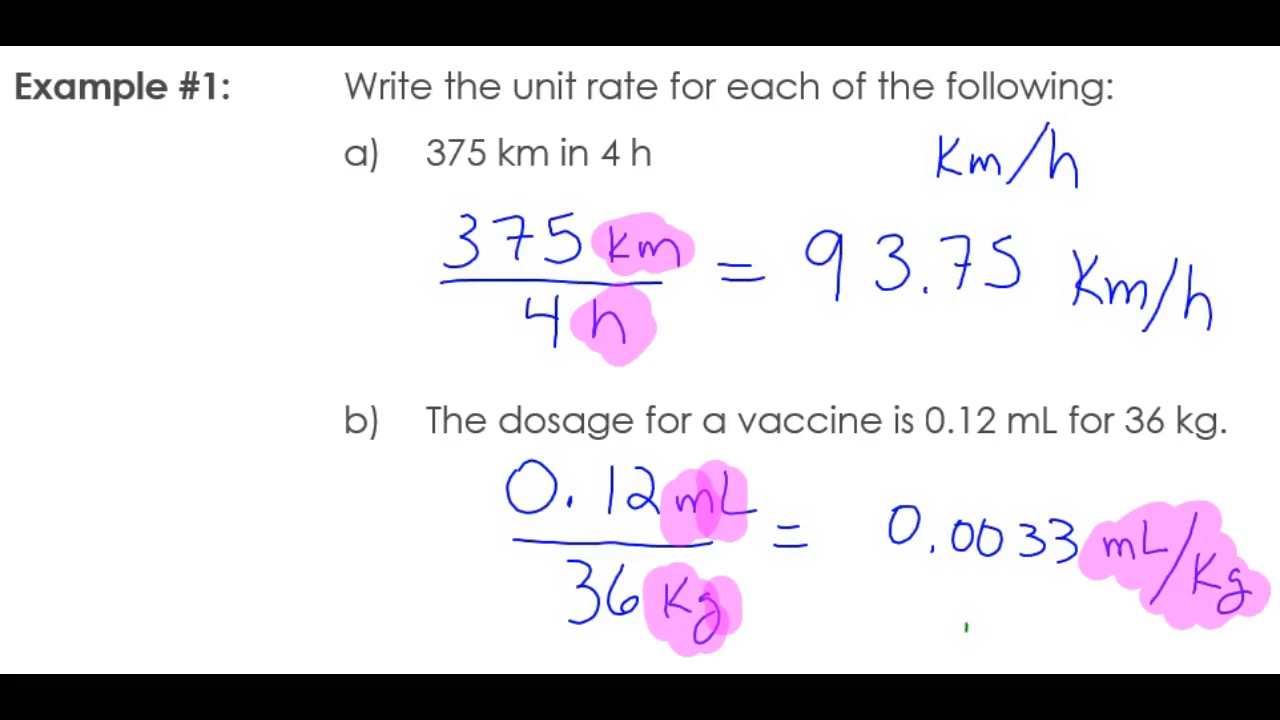 Example #1: Write the unit rate for each of the following:
a) 375 km in 4 h
Km/h
375 km
4 h
= 93.75 Km/h
b) The dosage for a vaccine is 0.12 mL for 36 kg.
0.12 mL
36 Kg
= 0.0033 mL/Kg